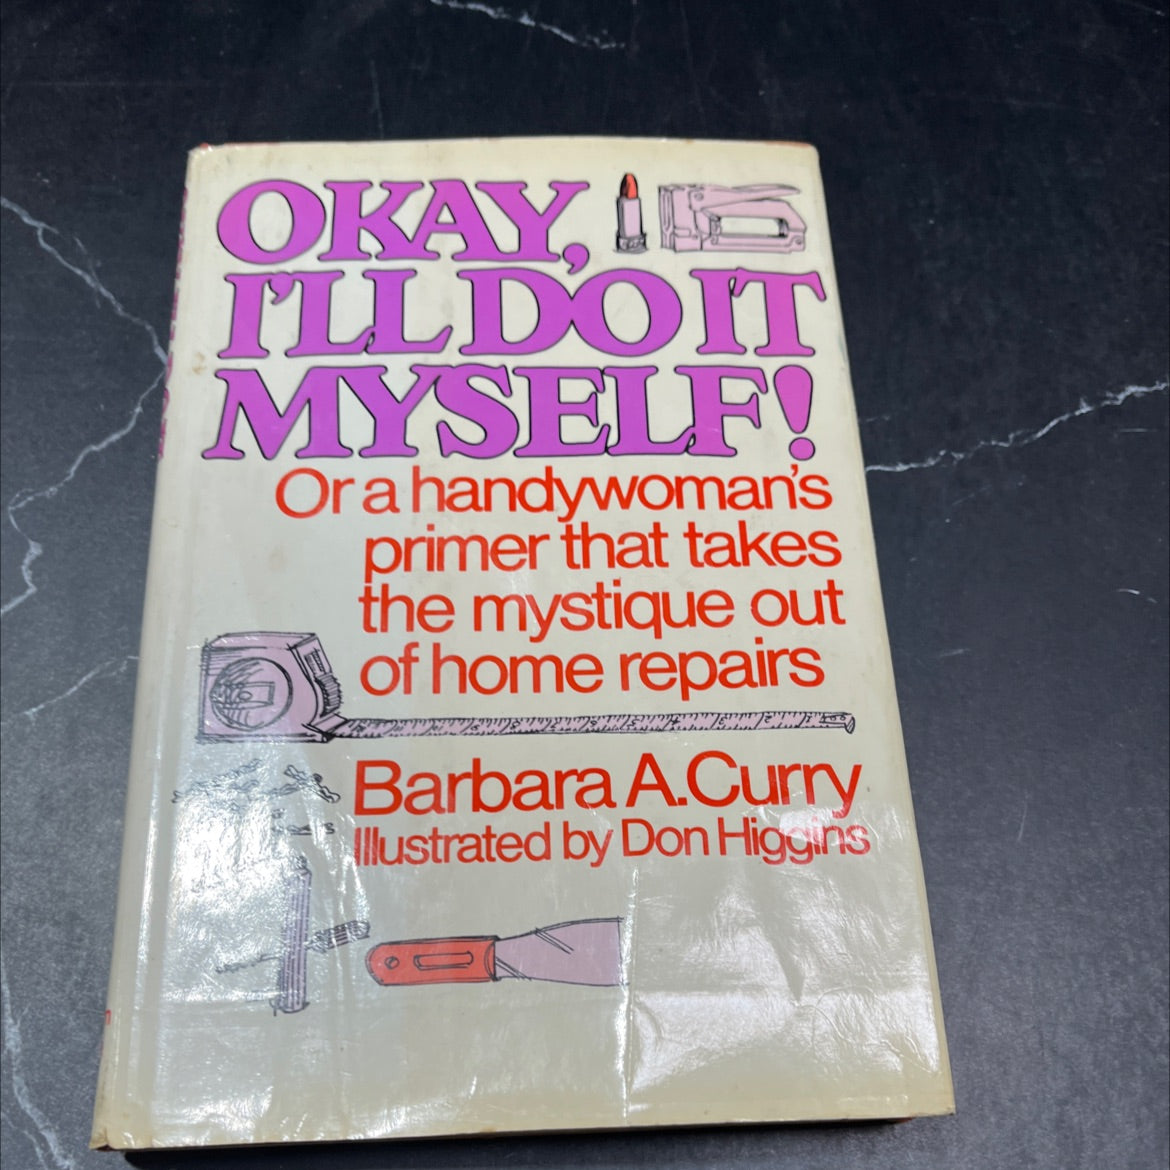 OKAY,
I'LL DO IT
MYSELF!
Or a handywoman's
primer that takes
the mystique out
of home repairs
Barbara A. Curry
Illustrated by Don Higgins